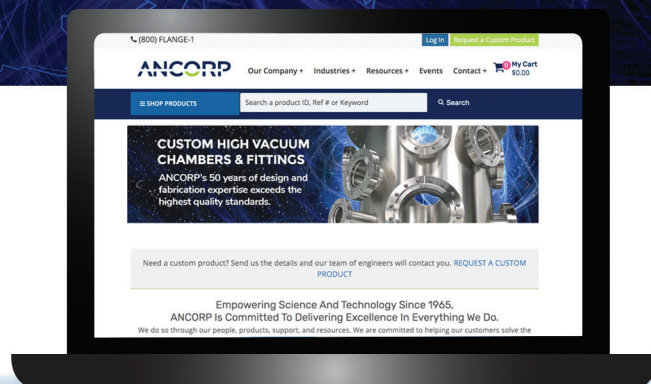 (800) FLANGE-1
Log In
Request a Custom Product
ANCORP
Our Company +
Industries +
Resources +
Events
Contact +
0
My Cart
$0.00
SHOP PRODUCTS
Search a product ID, Ref # or Keyword
Search
CUSTOM HIGH VACUUM
CHAMBERS & FITTINGS
ANCORP's 50 years of design and
fabrication expertise exceeds the
highest quality standards.
Need a custom product? Send us the details and our team of engineers will contact you. REQUEST A CUSTOM
PRODUCT
Empowering Science And Technology Since 1965,
ANCORP Is Committed To Delivering Excellence In Everything We Do.
We do so through our people, products, support, and resources. We are committed to helping our customers solve the